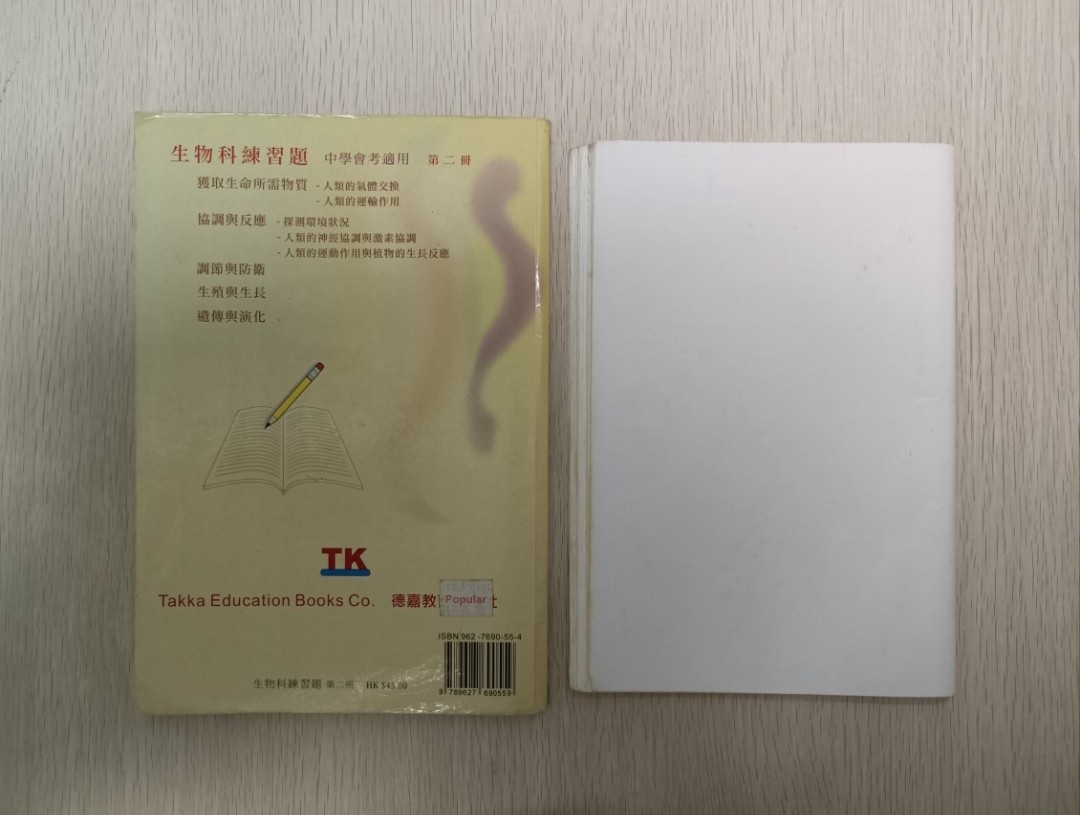 生物科練習題 中學會考適用 第二冊
獲取生命所需物質 - 人類的氣體交換
- 人類的運輸作用
協調與反應 - 探測環境狀況
- 人類的神經協調與激素協調
- 人類的運動作用與植物的生長反應
調節與防衛
生殖與生長
遺傳與演化
TK
Takka Education Books Co. 德嘉教
Popular
ISBN 962-7690-55-4
9 789627 690559
生物科練習題 第二冊 HK $45.00